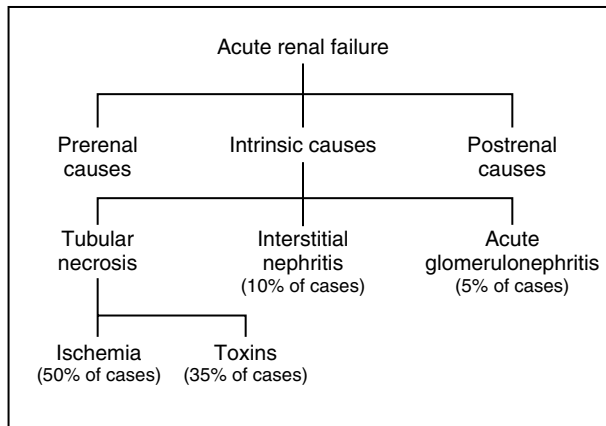 Acute renal failure
Prerenal causes
Intrinsic causes
Postrenal causes
Tubular necrosis
Interstitial nephritis
(10% of cases)
Acute glomerulonephritis
(5% of cases)
Ischemia
(50% of cases)
Toxins
(35% of cases)